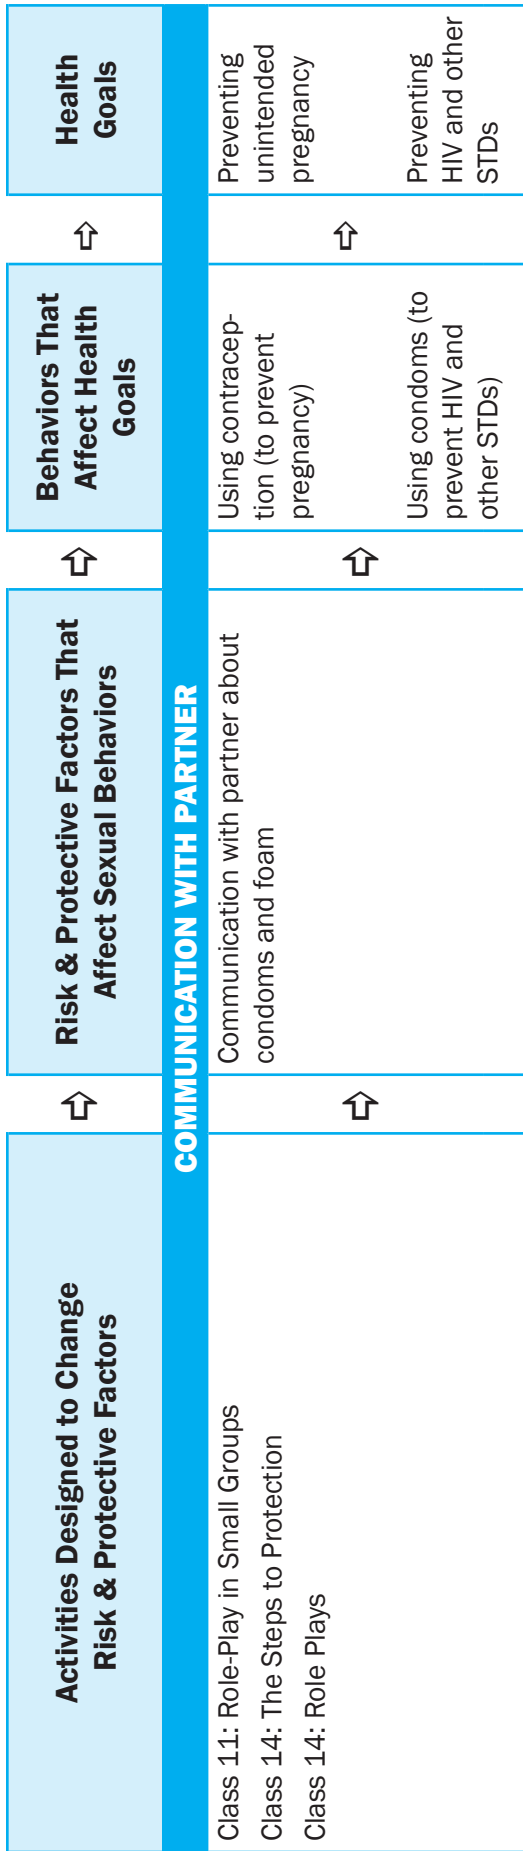 Activities Designed to Change
Risk & Protective Factors
Risk & Protective Factors That
Affect Sexual Behaviors
Behaviors That
Affect Health
Goals
Health
Goals
COMMUNICATION WITH PARTNER
Class 11: Role-Play in Small Groups
Class 14: The Steps to Protection
Class 14: Role Plays
Communication with partner about
condoms and foam
Using contracep-
tion (to prevent
pregnancy)
Using condoms (to
prevent HIV and
other STDs)
Preventing
unintended
pregnancy
Preventing
HIV and other
STDs